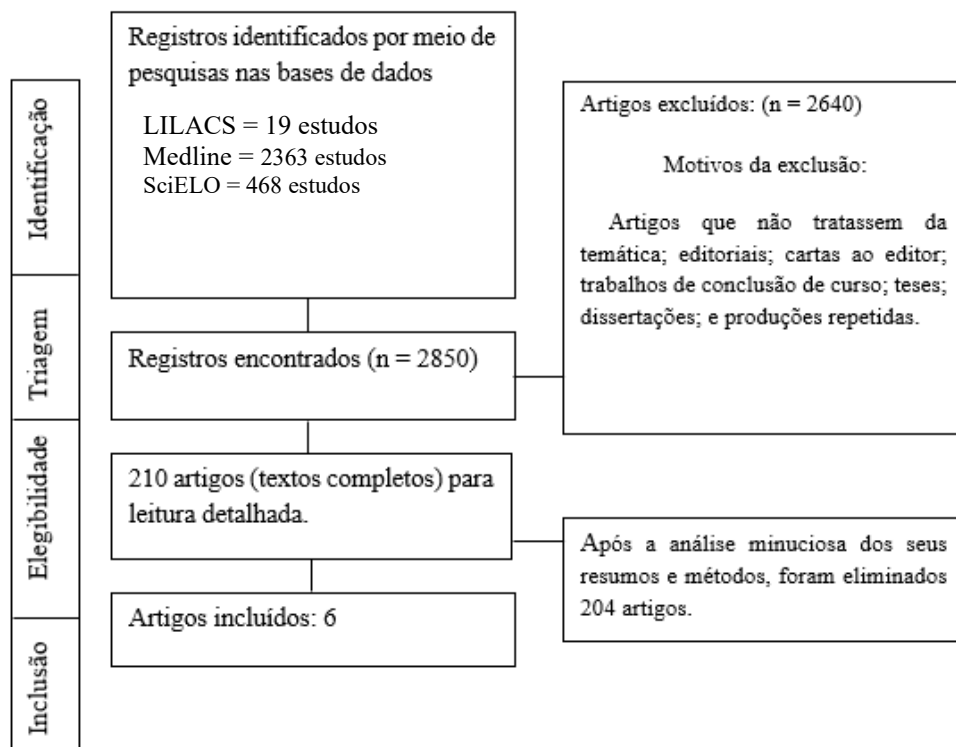 Identificação
Registros identificados por meio de
pesquisas nas bases de dados
LILACS = 19 estudos
Medline = 2363 estudos
SciELO = 468 estudos
Artigos excluídos: (n = 2640)
Motivos da exclusão:
Artigos que não tratassem da
temática; editoriais; cartas ao editor;
trabalhos de conclusão de curso; teses;
dissertações; e produções repetidas.
Triagem
Registros encontrados (n = 2850)
Elegibilidade
210 artigos (textos completos) para
leitura detalhada.
Após a análise minuciosa dos seus
resumos e métodos, foram eliminados
204 artigos.
Inclusão
Artigos incluídos: 6